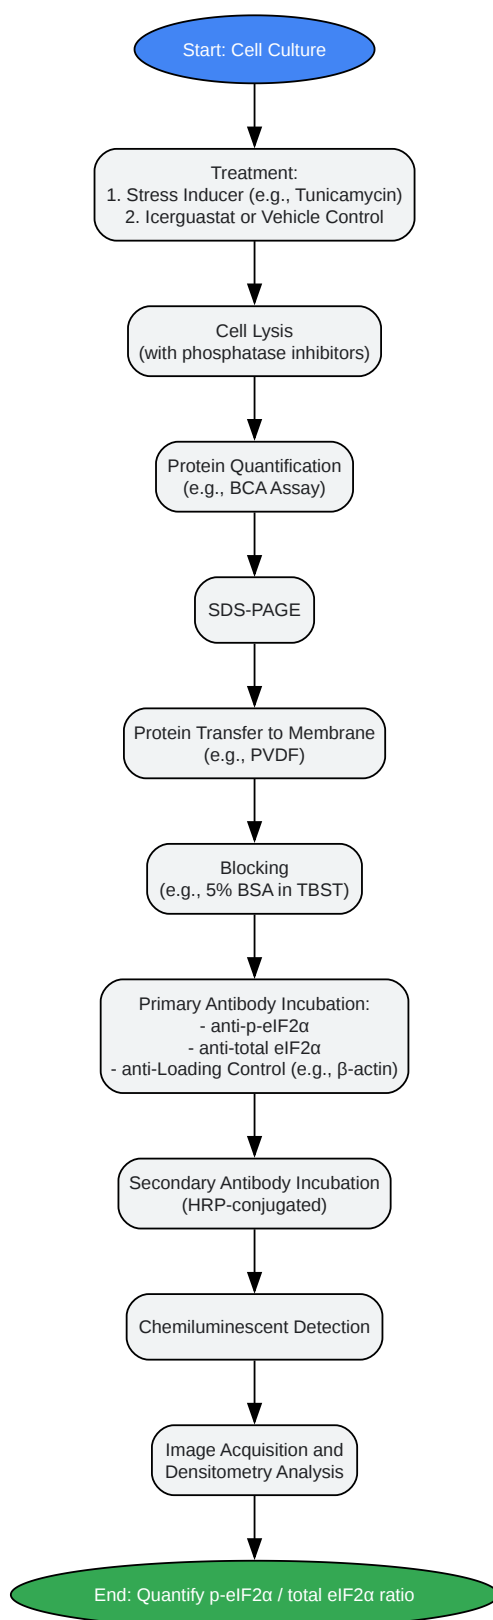 Start: Cell Culture
Treatment:
1. Stress Inducer (e.g., Tunicamycin)
2. Icerguastat or Vehicle Control
Cell Lysis
(with phosphatase inhibitors)
Protein Quantification
(e.g., BCA Assay)
SDS-PAGE
Protein Transfer to Membrane
(e.g., PVDF)
Blocking
(e.g., 5% BSA in TBST)
Primary Antibody Incubation:
- anti-p-eIF2α
- anti-total eIF2α
- anti-Loading Control (e.g., β-actin)
Secondary Antibody Incubation
(HRP-conjugated)
Chemiluminescent Detection
Image Acquisition and
Densitometry Analysis
End: Quantify p-eIF2α / total eIF2α ratio